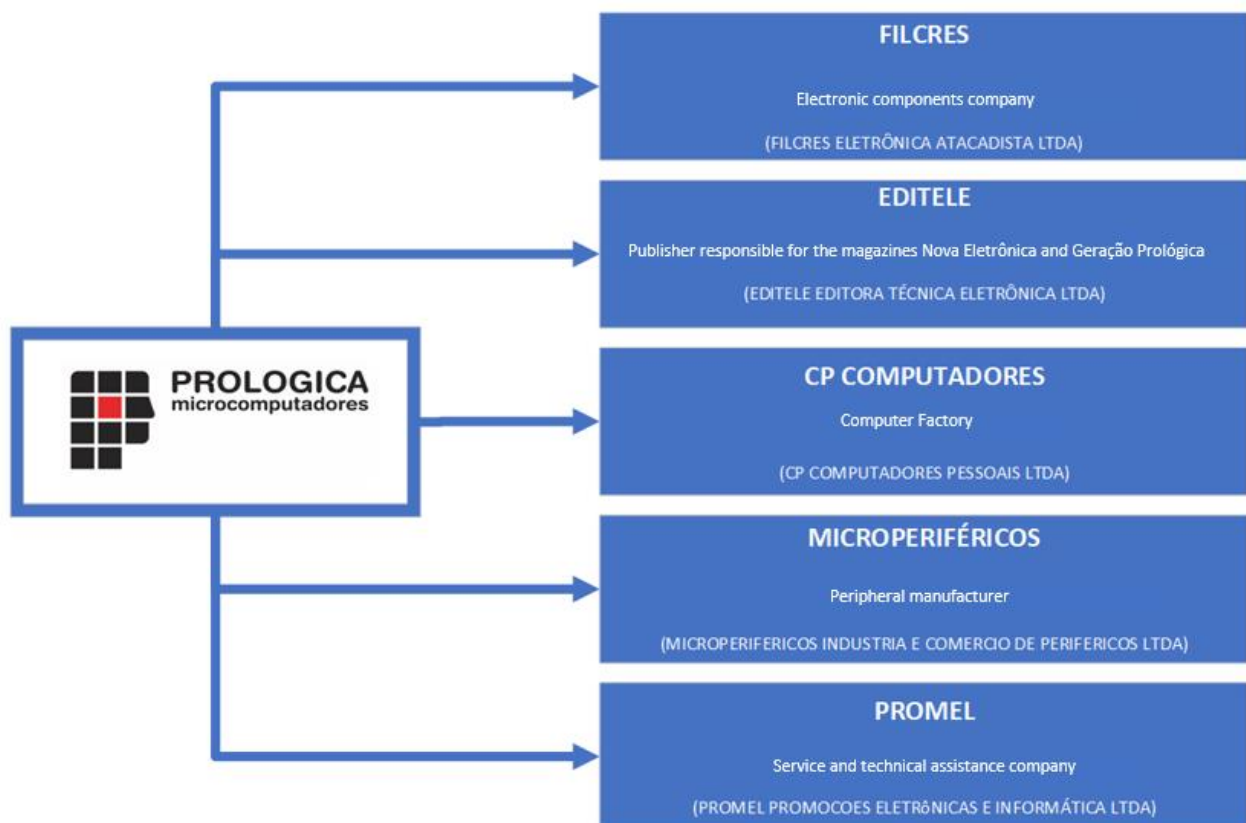 FILCRES
Electronic components company
(FILCRES ELETRÔNICA ATACADISTA LTDA)
EDITELE
Publisher responsible for the magazines Nova Eletrônica and Geração Prológica
(EDITELE EDITORA TÉCNICA ELETRÔNICA LTDA)
PROLOGICA
microcomputadores
CP COMPUTADORES
Computer Factory
(CP COMPUTADORES PESSOAIS LTDA)
MICROPERIFÉRICOS
Peripheral manufacturer
(MICROPERIFERICOS INDUSTRIA E COMERCIO DE PERIFERICOS LTDA)
PROMEL
Service and technical assistance company
(PROMEL PROMOCOES ELETRôNICAS E INFORMÁTICA LTDA)